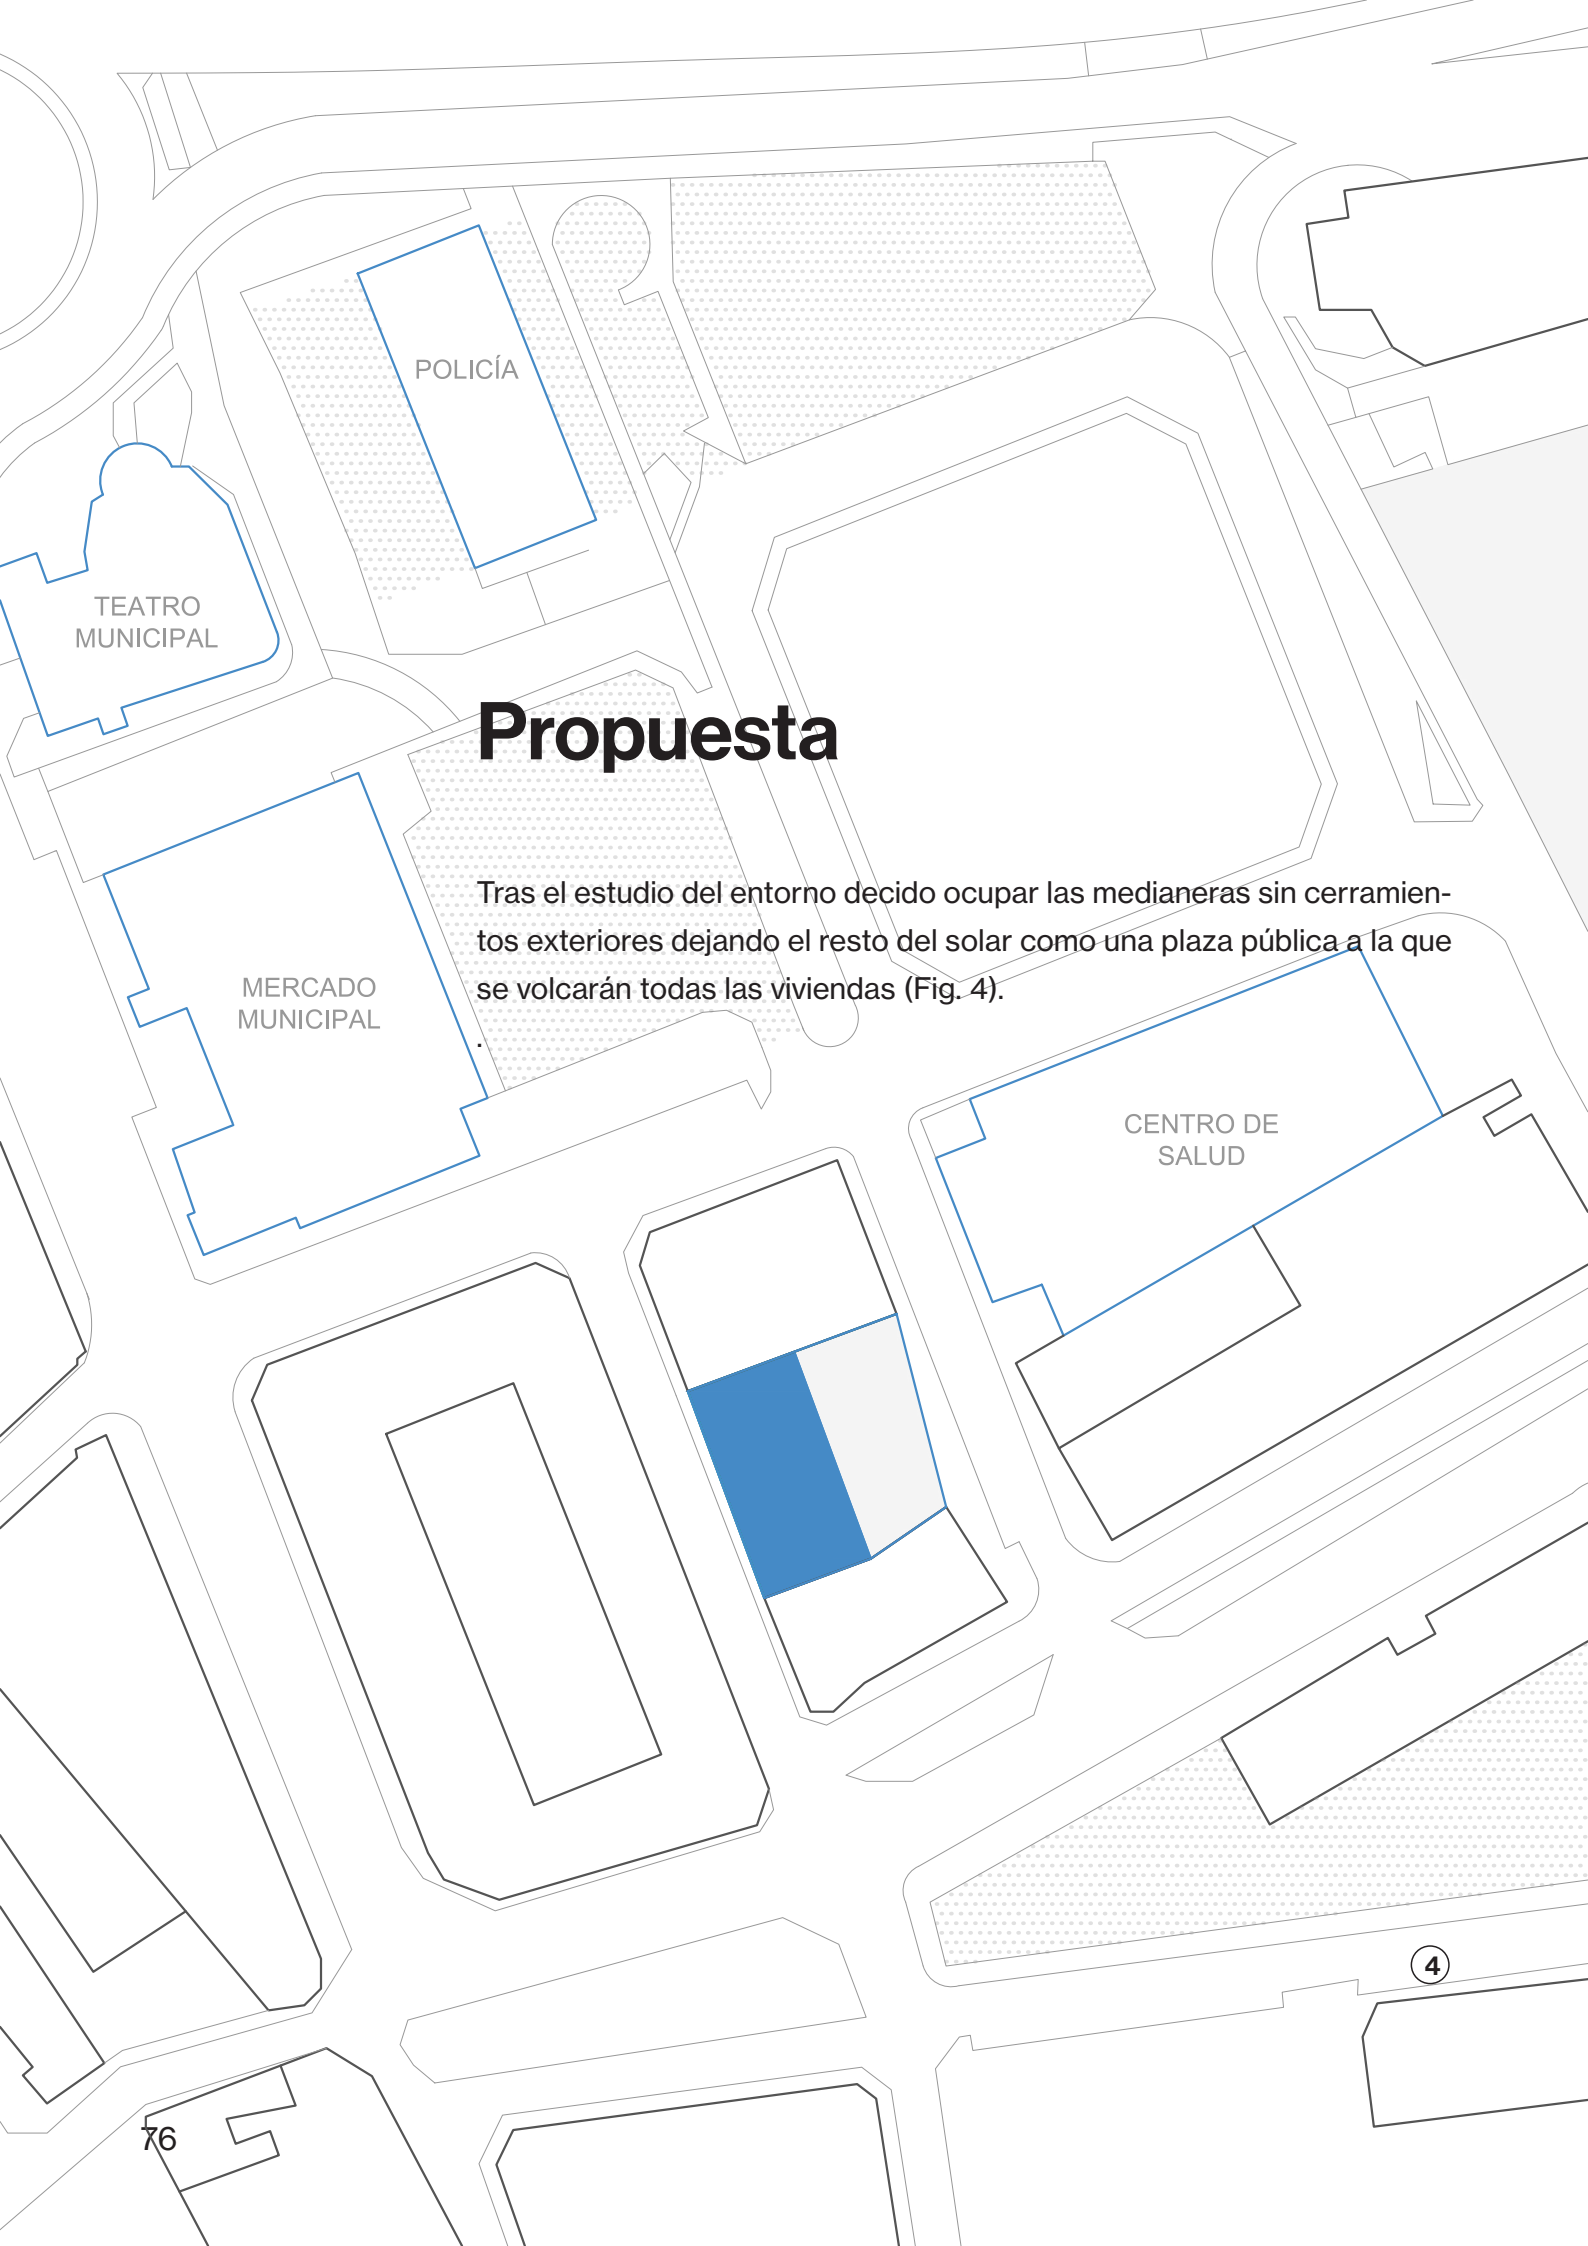 POLICÍA
TEATRO
MUNICIPAL
Propuesta
Tras el estudio del entorno decido ocupar las medianeras sin cerramien-
tos exteriores dejando el resto del solar como una plaza pública a la que
se volcarán todas las viviendas (Fig. 4).
.
MERCADO
MUNICIPAL
CENTRO DE
SALUD
4
76